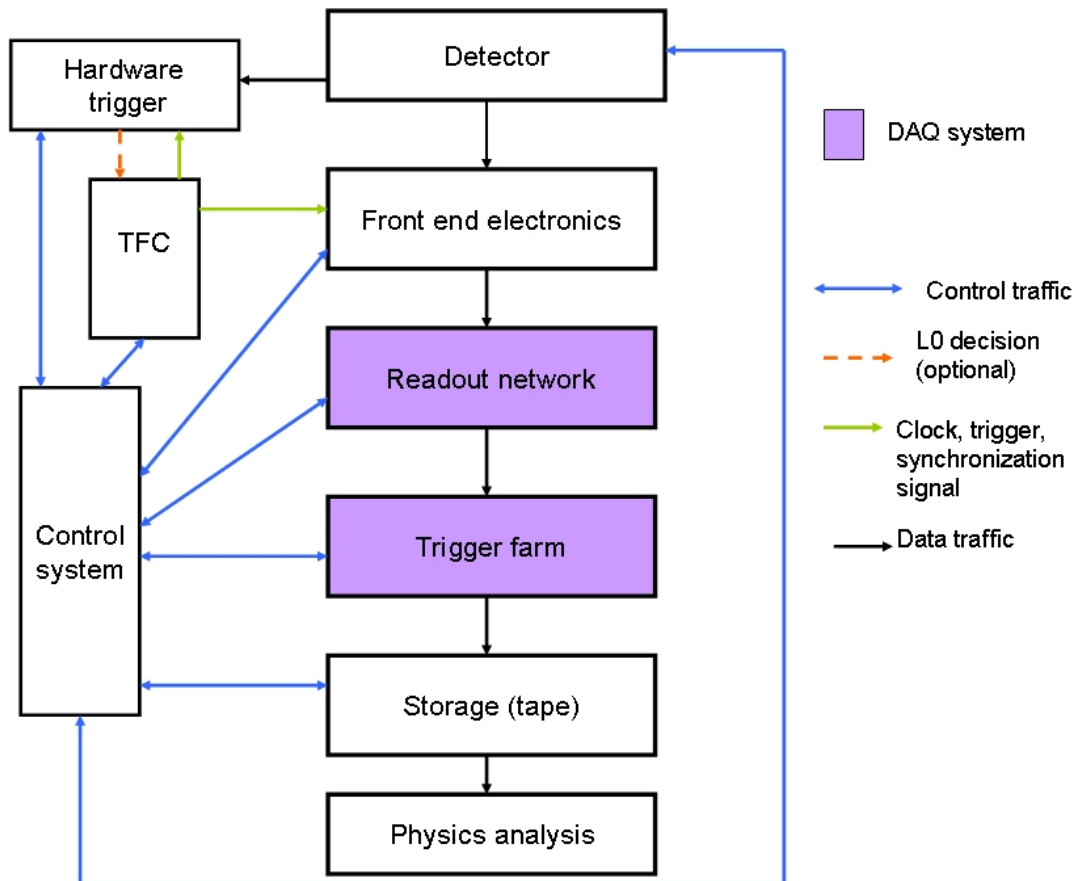 Detector
Hardware
trigger
TFC
Front end electronics
Readout network
Control
system
Trigger farm
Storage (tape)
Physics analysis
DAQ system
Control traffic
L0 decision
(optional)
Clock, trigger,
synchronization
signal
Data traffic